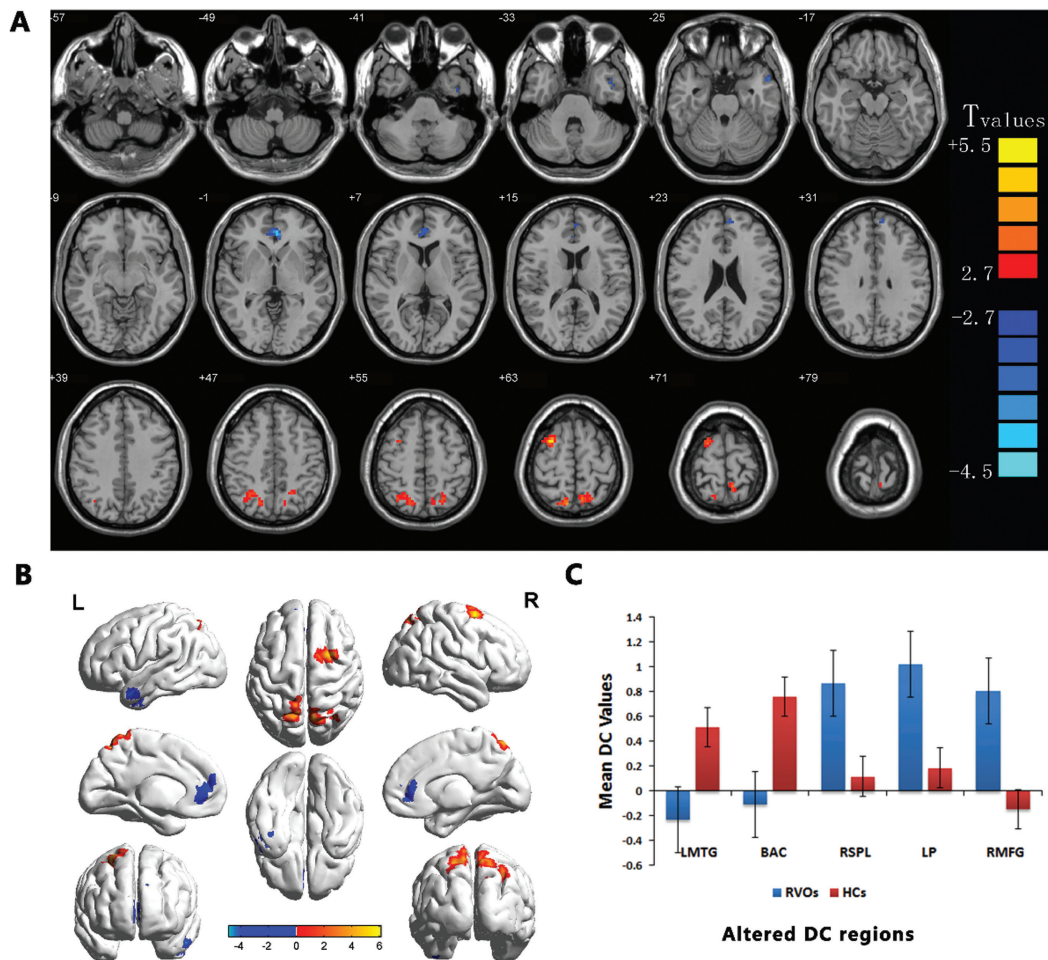 A
-57 -49 -41 -33 -25 -17
-9 -1 +7 +15 +23 +31
+39 +47 +55 +63 +71 +79
Tvalues
+5.5
2.7
-2.7
-4.5
B
L
R
-4 -2 0 2 4 6
C
Mean DC Values
1.4
1.2
1
0.8
0.6
0.4
0.2
0
-0.2
-0.4
-0.6
LMTG BAC RSPL LP RMFG
RVOs HCs
Altered DC regions